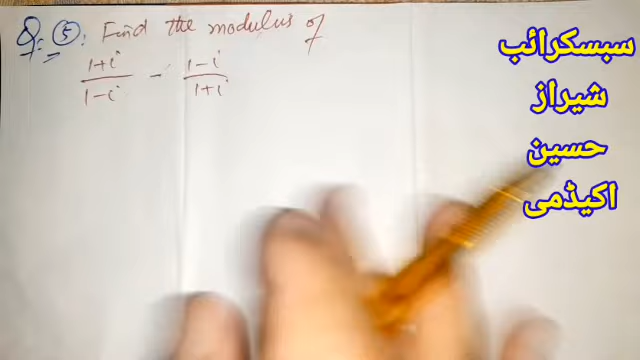 Q: 5: Find the modulus of
1+i/1-i - 1-i/1+i
سبسکرائب
شیراز
حسین
اکیڈمی